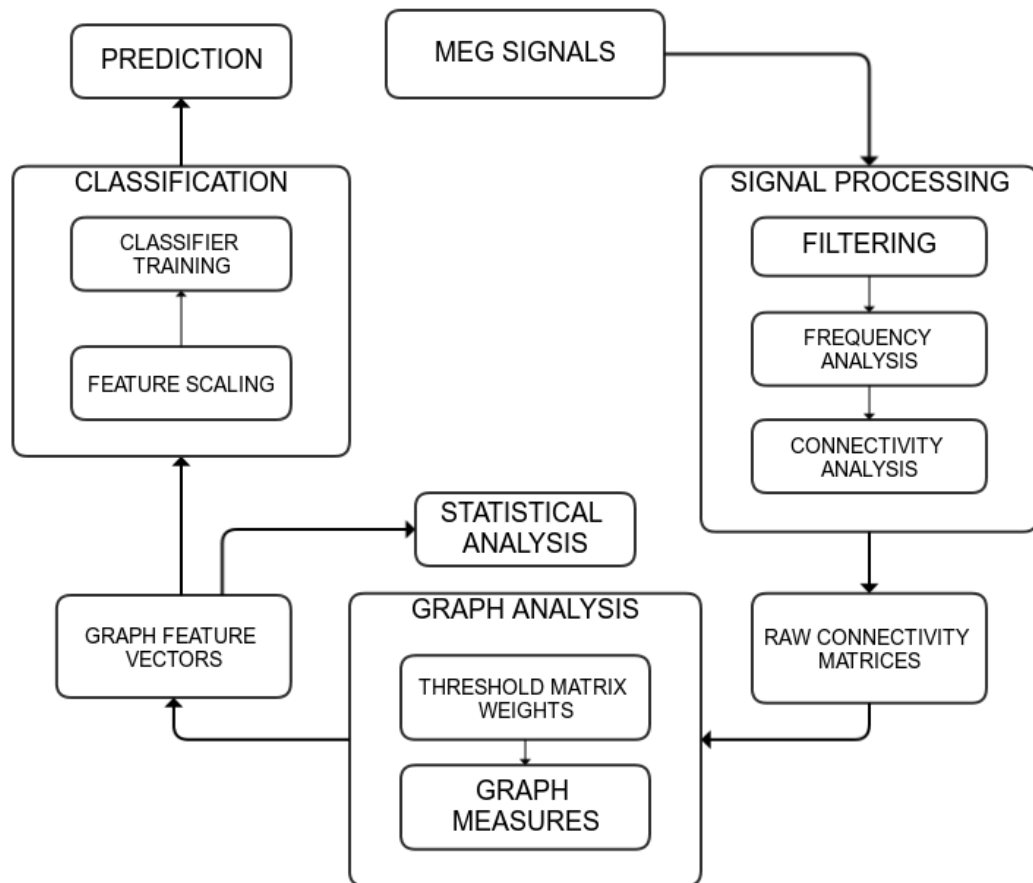 PREDICTION
MEG SIGNALS
CLASSIFICATION
CLASSIFIER
TRAINING
FEATURE SCALING
SIGNAL PROCESSING
FILTERING
FREQUENCY
ANALYSIS
CONNECTIVITY
ANALYSIS
STATISTICAL
ANALYSIS
GRAPH FEATURE
VECTORS
GRAPH ANALYSIS
THRESHOLD MATRIX
WEIGHTS
GRAPH
MEASURES
RAW CONNECTIVITY
MATRICES